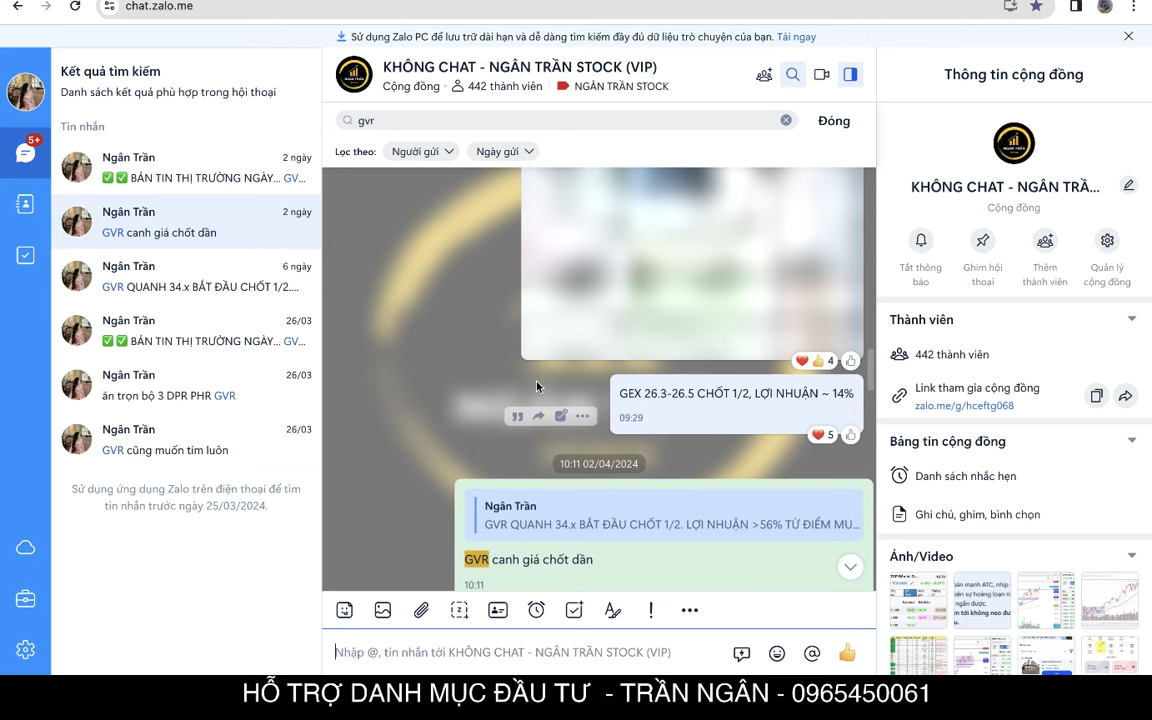 chat.zalo.me
Sử dụng Zalo PC để lưu trữ dài hạn và dễ dàng tìm kiếm đầy đủ dữ liệu trò chuyện của bạn. Tải ngay
5+
Kết quả tìm kiếm
Danh sách kết quả phù hợp trong hội thoại
Tin nhắn
Ngân Trần 2 ngày
✅ ✅ BẢN TIN THỊ TRƯỜNG NGÀY... GV...
Ngân Trần 2 ngày
GVR canh giá chốt dần
Ngân Trần 6 ngày
GVR QUANH 34.x BẮT ĐẦU CHỐT 1/2....
Ngân Trần 26/03
✅ ✅ BẢN TIN THỊ TRƯỜNG NGÀY... GV...
Ngân Trần 26/03
ăn trọn bộ 3 DPR PHR GVR
Ngân Trần 26/03
GVR cũng muốn tím luôn
Sử dụng ứng dụng Zalo trên điện thoại để tìm
tin nhắn trước ngày 25/03/2024.
KHÔNG CHAT - NGÂN TRẦN STOCK (VIP)
Cộng đồng · 442 thành viên NGÂN TRẦN STOCK
gvr
Đóng
Lọc theo: Người gửi Ngày gửi
4
GEX 26.3-26.5 CHỐT 1/2, LỢI NHUẬN ~ 14%
09:29
5
10:11 02/04/2024
Ngân Trần
GVR QUANH 34.x BẮT ĐẦU CHỐT 1/2. LỢI NHUẬN >56% TỪ ĐIỂM MU...
GVR canh giá chốt dần
10:11
Nhập @, tin nhắn tới KHÔNG CHAT - NGÂN TRẦN STOCK (VIP)
Thông tin cộng đồng
KHÔNG CHAT - NGÂN TRẦ...
Cộng đồng
Tắt thông
báo
Ghim hội
thoại
Thêm
thành viên
Quản lý
cộng đồng
Thành viên
442 thành viên
Link tham gia cộng đồng
zalo.me/g/hceftg068
Bảng tin cộng đồng
Danh sách nhắc hẹn
Ghi chú, ghim, bình chọn
Ảnh/Video
HỖ TRỢ DANH MỤC ĐẦU TƯ - TRẦN NGÂN - 0965450061